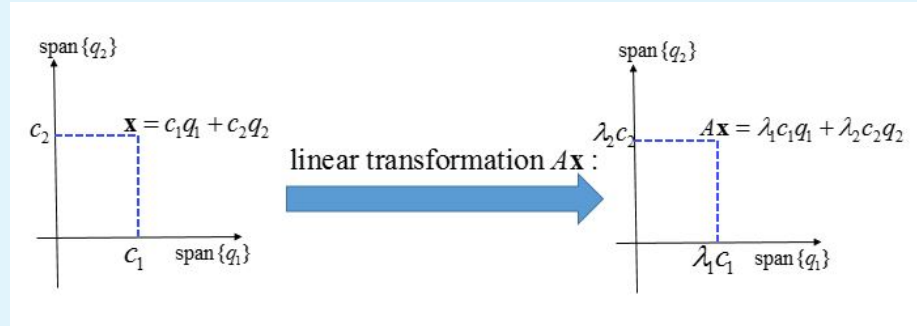 span{q₂}
c₂
x = c₁q₁ + c₂q₂
c₁
span{q₁}
linear transformation Ax :
span{q₂}
λ₂c₂
Ax = λ₁c₁q₁ + λ₂c₂q₂
λ₁c₁
span{q₁}